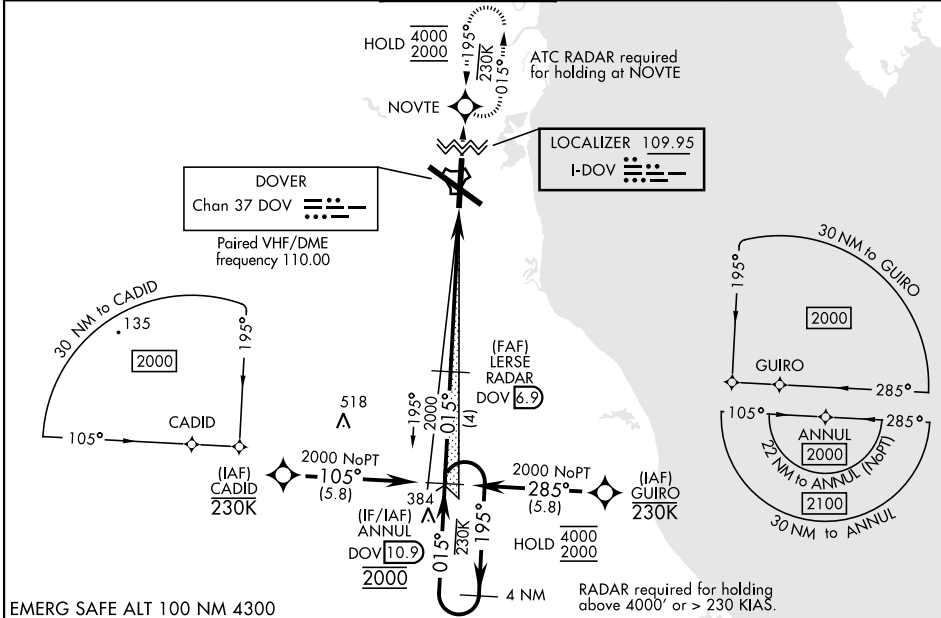 HOLD 4000
2000
195°
230K
015°
ATC RADAR required
for holding at NOVTE
NOVTE
LOCALIZER 109.95
I-DOV
DOVER
Chan 37 DOV
Paired VHF/DME
frequency 110.00
30 NM to CADID
135
2000
195°
105°
CADID
30 NM to GUIRO
195°
2000
GUIRO
285°
105°
285°
ANNUL
2000
22 NM to ANNUL (NoPT)
2100
30 NM to ANNUL
(FAF)
LERSE
RADAR
DOV 6.9
195°
2000
015°
(4)
518
(IAF)
CADID
230K
2000 NoPT
105°
(5.8)
384
2000 NoPT
285°
(5.8)
(IAF)
GUIRO
230K
(IF/IAF)
ANNUL
DOV 10.9
2000
015°
230K
195°
HOLD 4000
2000
4 NM
RADAR required for holding
above 4000' or > 230 KIAS.
EMERG SAFE ALT 100 NM 4300